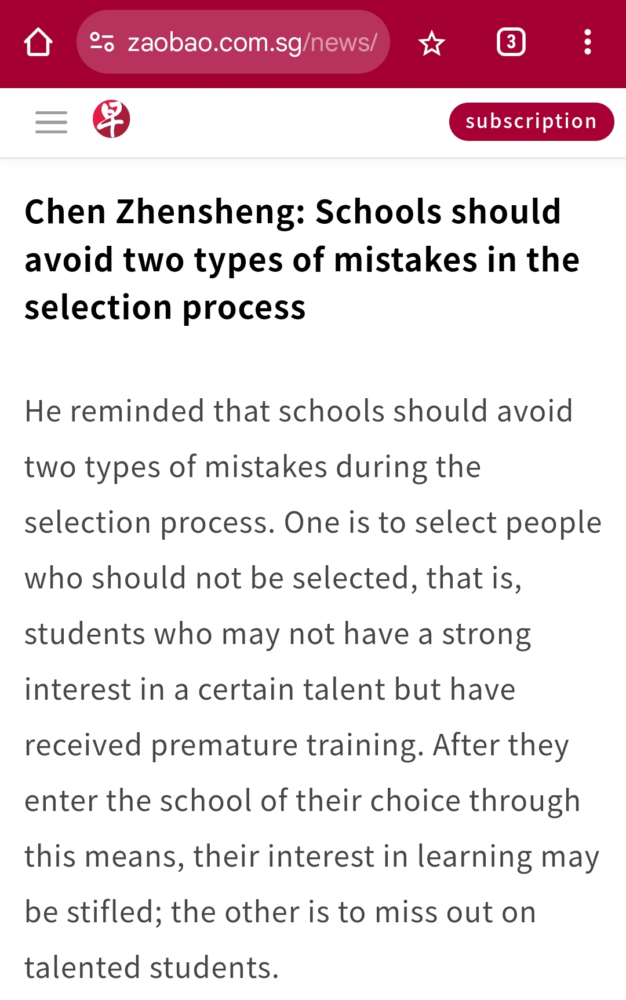 zaobao.com.sg/news/
3
早
subscription
Chen Zhensheng: Schools should
avoid two types of mistakes in the
selection process
He reminded that schools should avoid
two types of mistakes during the
selection process. One is to select people
who should not be selected, that is,
students who may not have a strong
interest in a certain talent but have
received premature training. After they
enter the school of their choice through
this means, their interest in learning may
be stifled; the other is to miss out on
talented students.